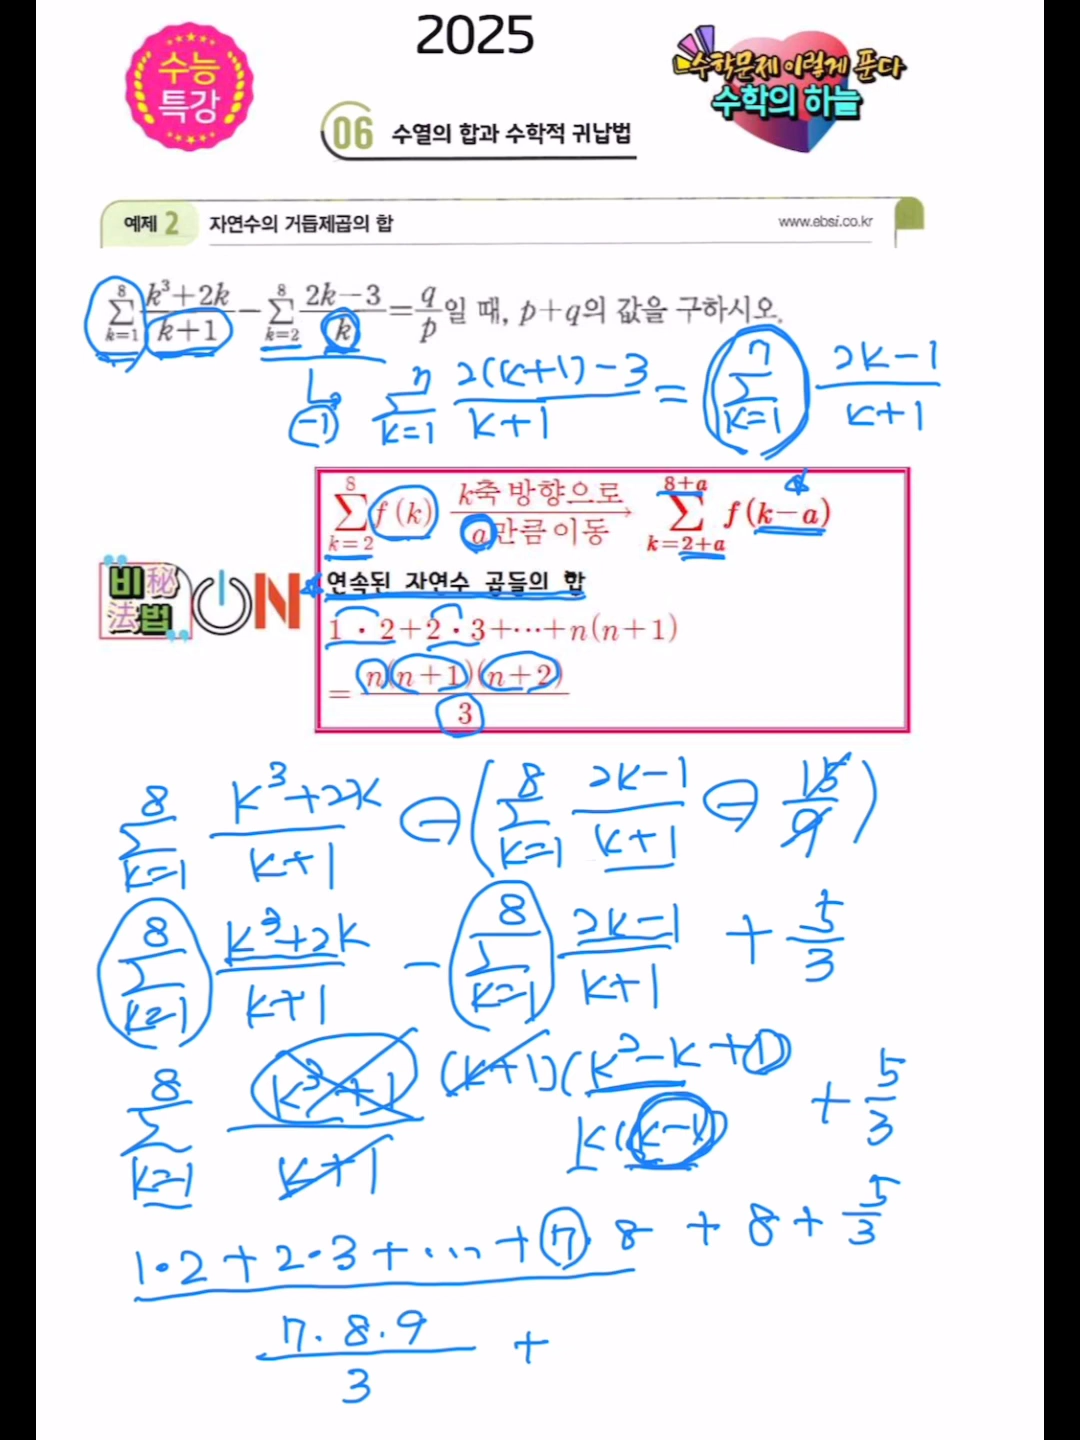 2025
수능
특강
수학문제 이렇게 푼다
수학의 하늘
06 수열의 합과 수학적 귀납법
예제 2 자연수의 거듭제곱의 합 www.ebsi.co.kr
8∑k=1 (k³+2k)/(k+1) − 8∑k=2 (2k−3)/k = q/p일 때, p+q의 값을 구하시오.
(-1) n∑k=1 (2(k+1)-3)/(k+1) = n∑k=1 (2k-1)/(k+1)
8∑k=2 f(k) k축 방향으로 a만큼 이동 → 8+a∑k=2+a f(k−a)
비秘法법 ON
연속된 자연수 곱들의 합
1·2+2·3+···+n(n+1)
= n(n+1)(n+2)/3
8∑k=1 (k³+2k)/(k+1) - (8∑k=1 (2k-1)/(k+1) - 15/9)
8∑k=1 (k³+2k)/(k+1) - 8∑k=1 (2k-1)/(k+1) + 5/3
8∑k=1 (k³+1)/(k+1) (k+1)(k²-k+1) k(k-1) + 5/3
1·2+2·3+···+7·8 + 8 + 5/3
7·8·9/3 +